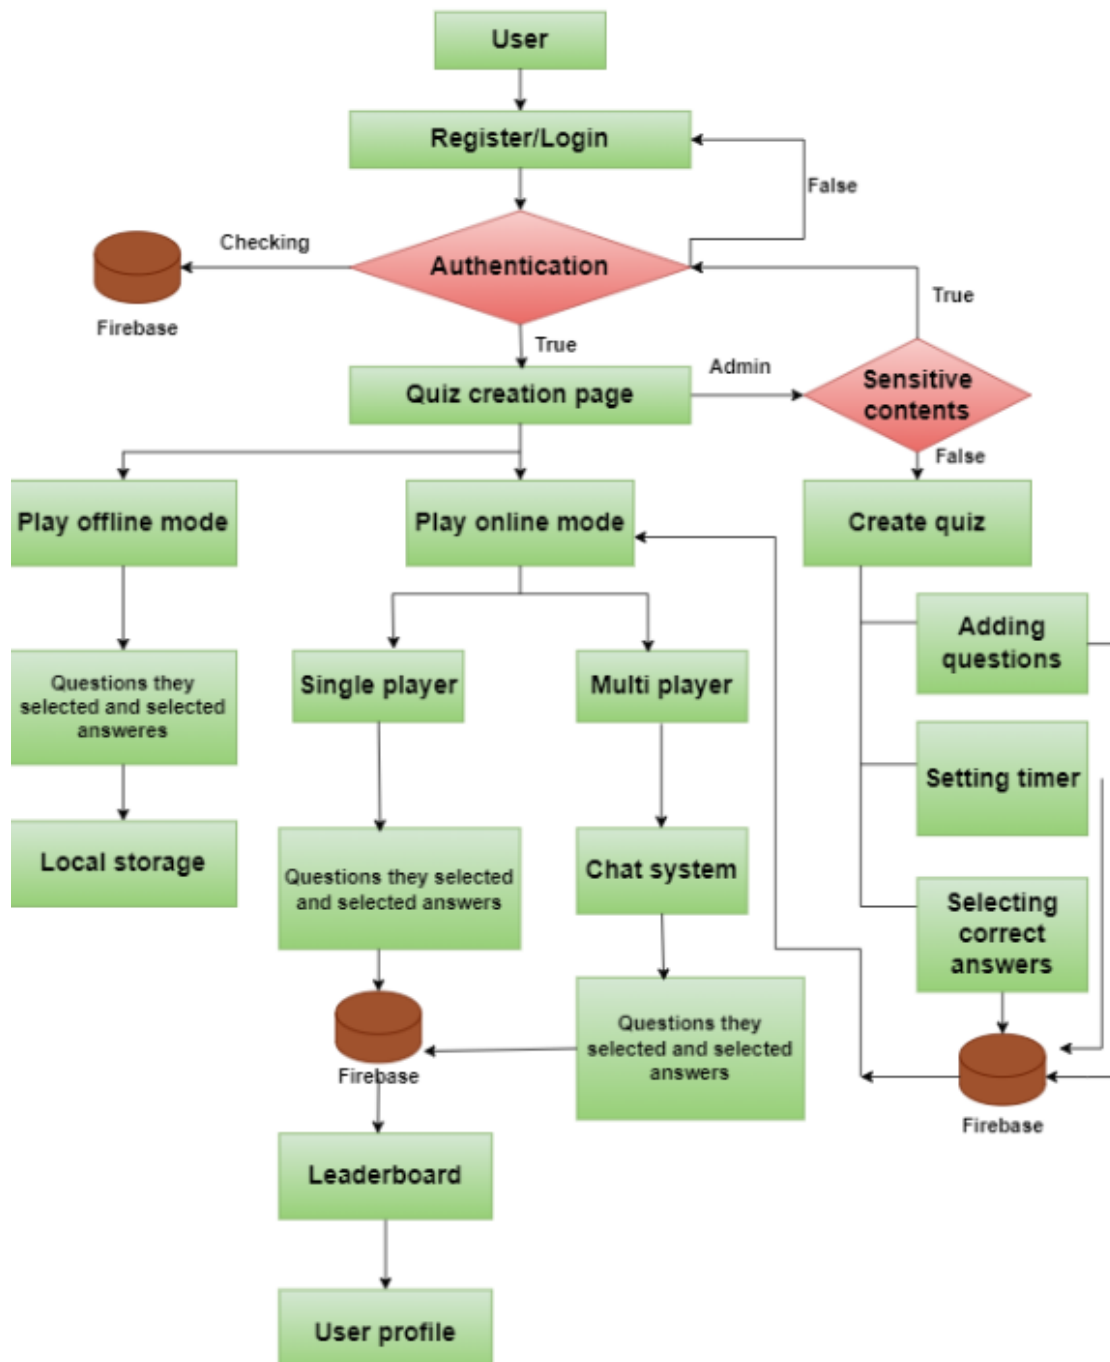 User
Register/Login
False
Checking
Authentication
Firebase
True
True
Admin
Quiz creation page
Sensitive
contents
False
Play offline mode
Play online mode
Create quiz
Adding
questions
Questions they
selected and selected
answeres
Single player
Multi player
Setting timer
Local storage
Questions they selected
and selected answers
Chat system
Selecting
correct
answers
Questions they
selected and selected
answers
Firebase
Firebase
Leaderboard
User profile